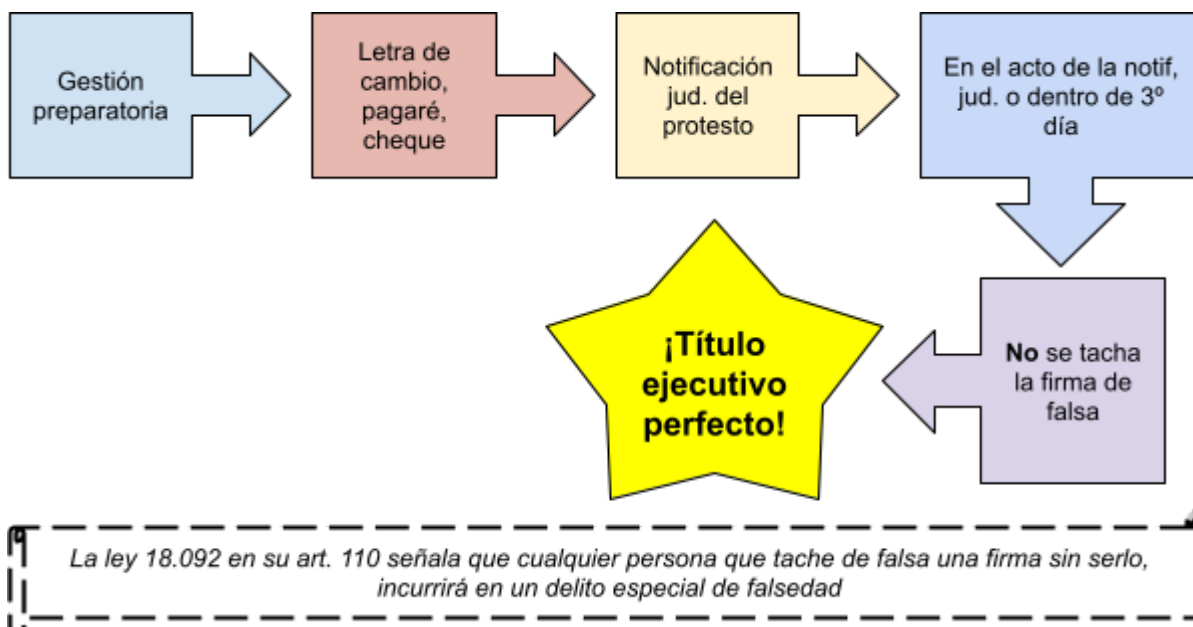 Gestión
preparatoria
Letra de
cambio,
pagaré,
cheque
Notificación
jud. del
protesto
En el acto de la notif,
jud. o dentro de 3º
día
No se tacha
la firma de
falsa
¡Título
ejecutivo
perfecto!
La ley 18.092 en su art. 110 señala que cualquier persona que tache de falsa una firma sin serlo,
incurrirá en un delito especial de falsedad